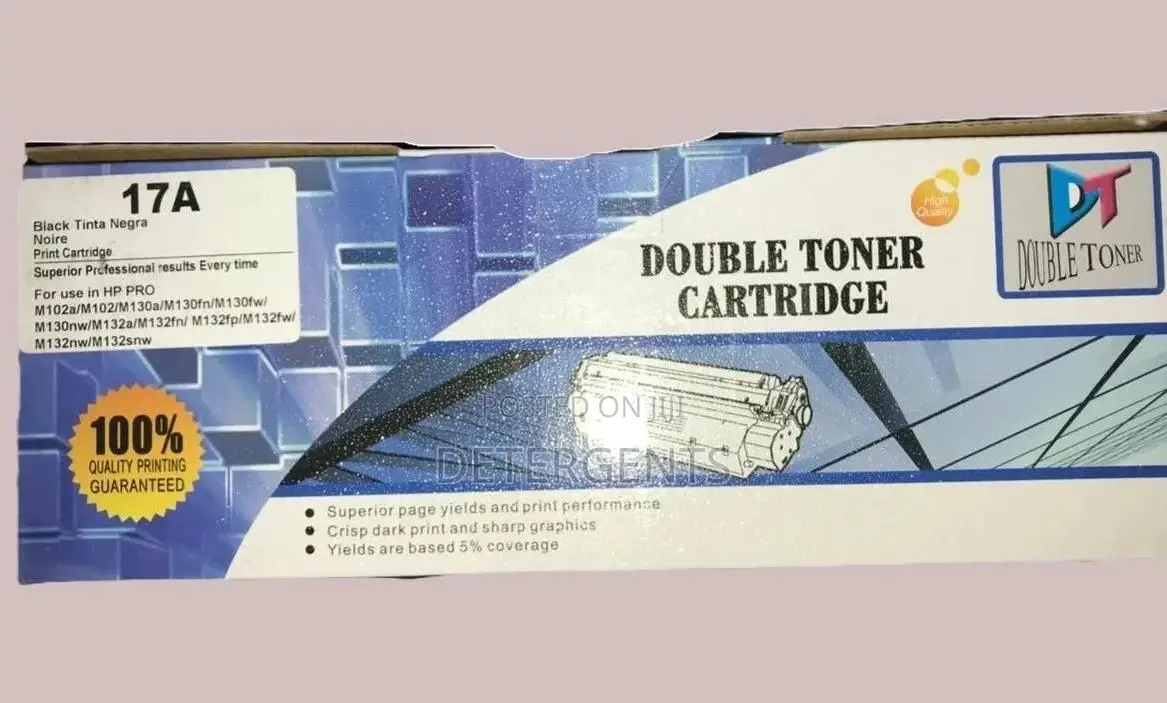 17A
Black Tinta Negra
Noire
Print Cartridge
Superior Professional results Every time
For use in HP PRO
M102a/M102/M130a/M130fn/M130fw/
M130nw/M132a/M132fn/ M132fp/M132fw/
M132nw/M132snw
100%
QUALITY PRINTING
GUARANTEED
High
Quality
DOUBLE TONER
CARTRIDGE
DT
DOUBLE TONER
POSTED ON JIJI
DETERGENTS
Superior page yields and print performance
Crisp dark print and sharp graphics
Yields are based 5% coverage